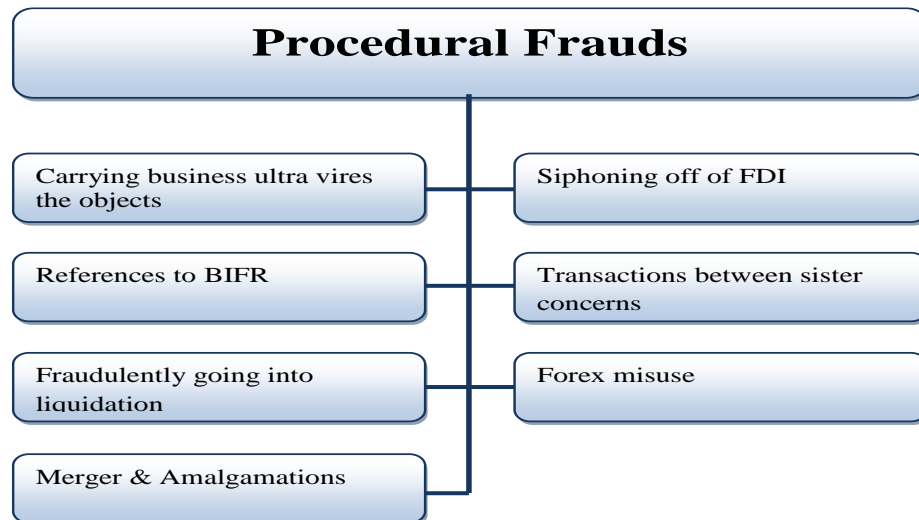 Procedural Frauds
Carrying business ultra vires
the objects
Siphoning off of FDI
References to BIFR
Transactions between sister
concerns
Fraudulently going into
liquidation
Forex misuse
Merger & Amalgamations